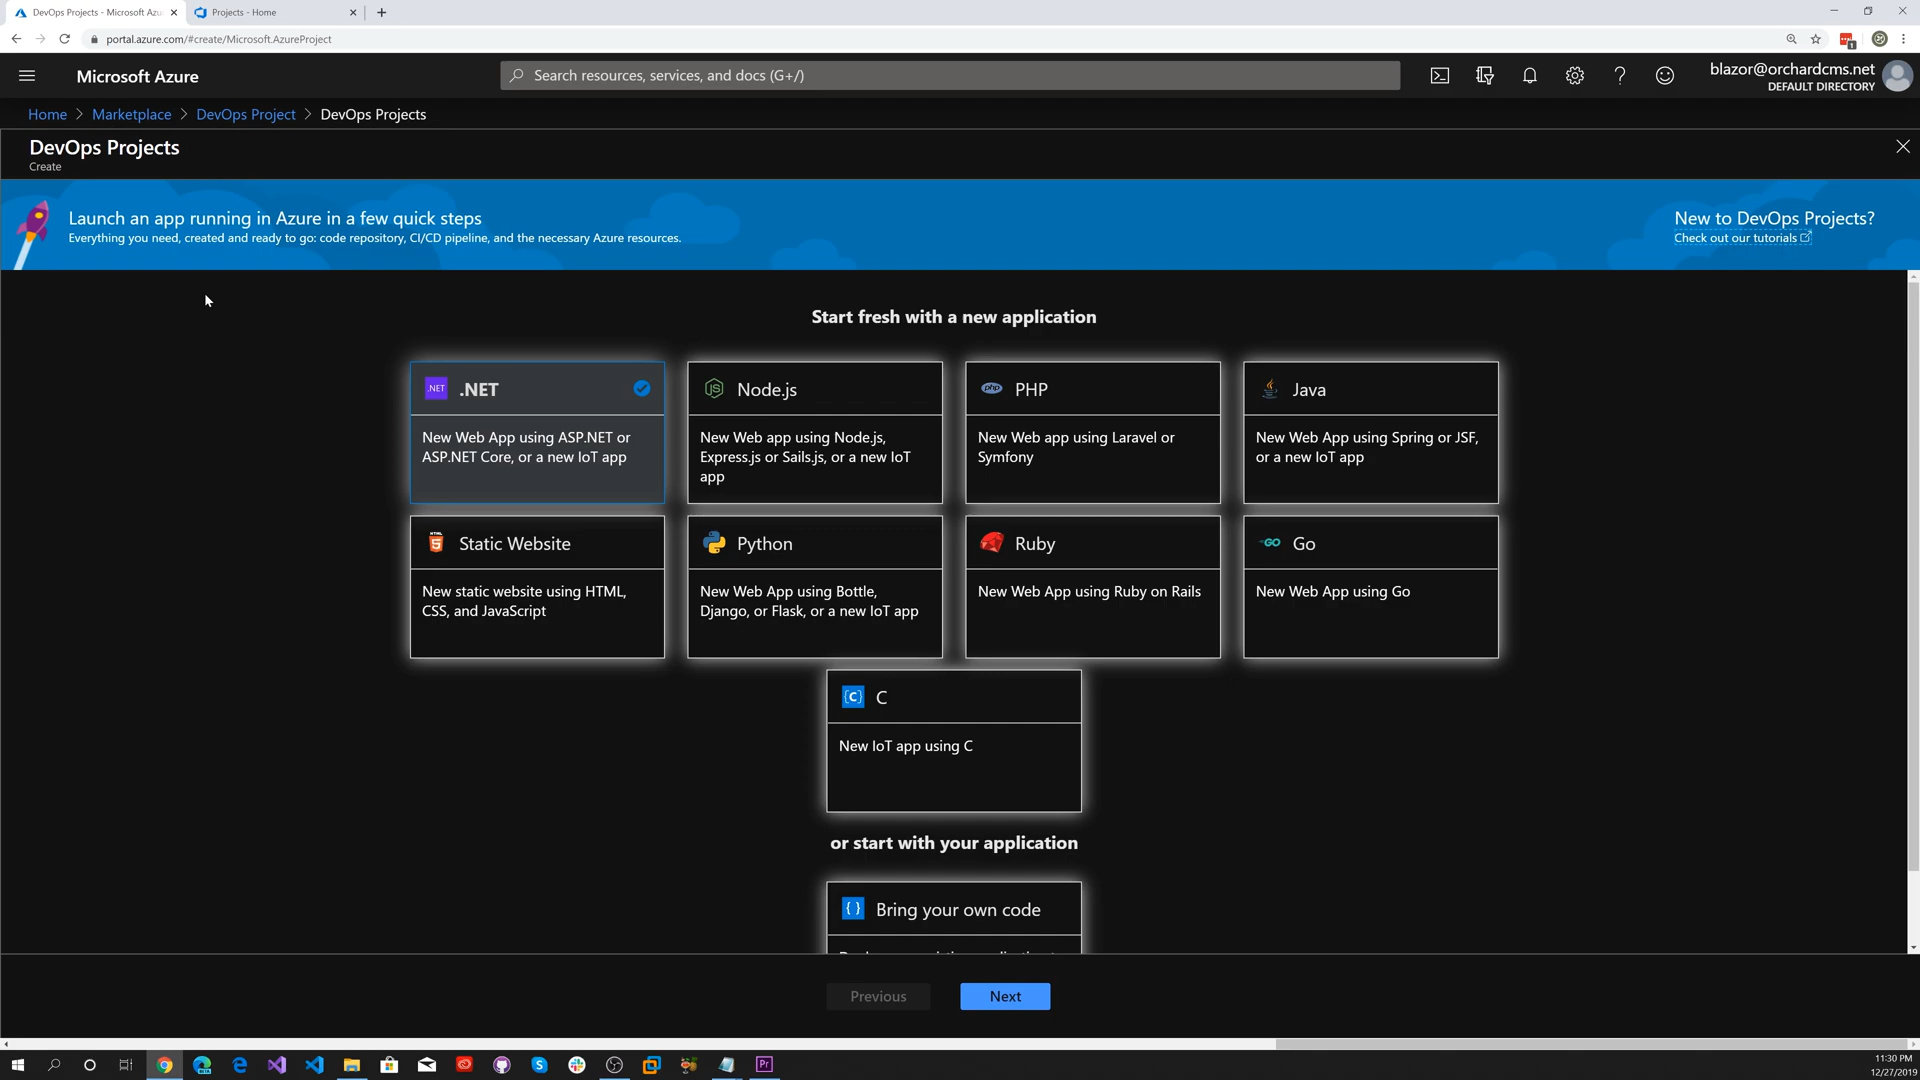 DevOps Projects - Microsoft Azu
Projects - Home
portal.azure.com/#create/Microsoft.AzureProject
Microsoft Azure
Search resources, services, and docs (G+/)
blazor@orchardcms.net
DEFAULT DIRECTORY
Home > Marketplace > DevOps Project > DevOps Projects
DevOps Projects
Create
Launch an app running in Azure in a few quick steps
Everything you need, created and ready to go: code repository, CI/CD pipeline, and the necessary Azure resources.
New to DevOps Projects?
Check out our tutorials
Start fresh with a new application
.NET
.NET
New Web App using ASP.NET or
ASP.NET Core, or a new IoT app
Node.js
New Web app using Node.js,
Express.js or Sails.js, or a new IoT
app
php
PHP
New Web app using Laravel or
Symfony
Java
New Web App using Spring or JSF,
or a new IoT app
HTML
5
Static Website
New static website using HTML,
CSS, and JavaScript
Python
New Web App using Bottle,
Django, or Flask, or a new IoT app
Ruby
New Web App using Ruby on Rails
GO
Go
New Web App using Go
{C}
C
New IoT app using C
or start with your application
{ }
Bring your own code
Previous
Next
Pr
11:30 PM
12/27/2019